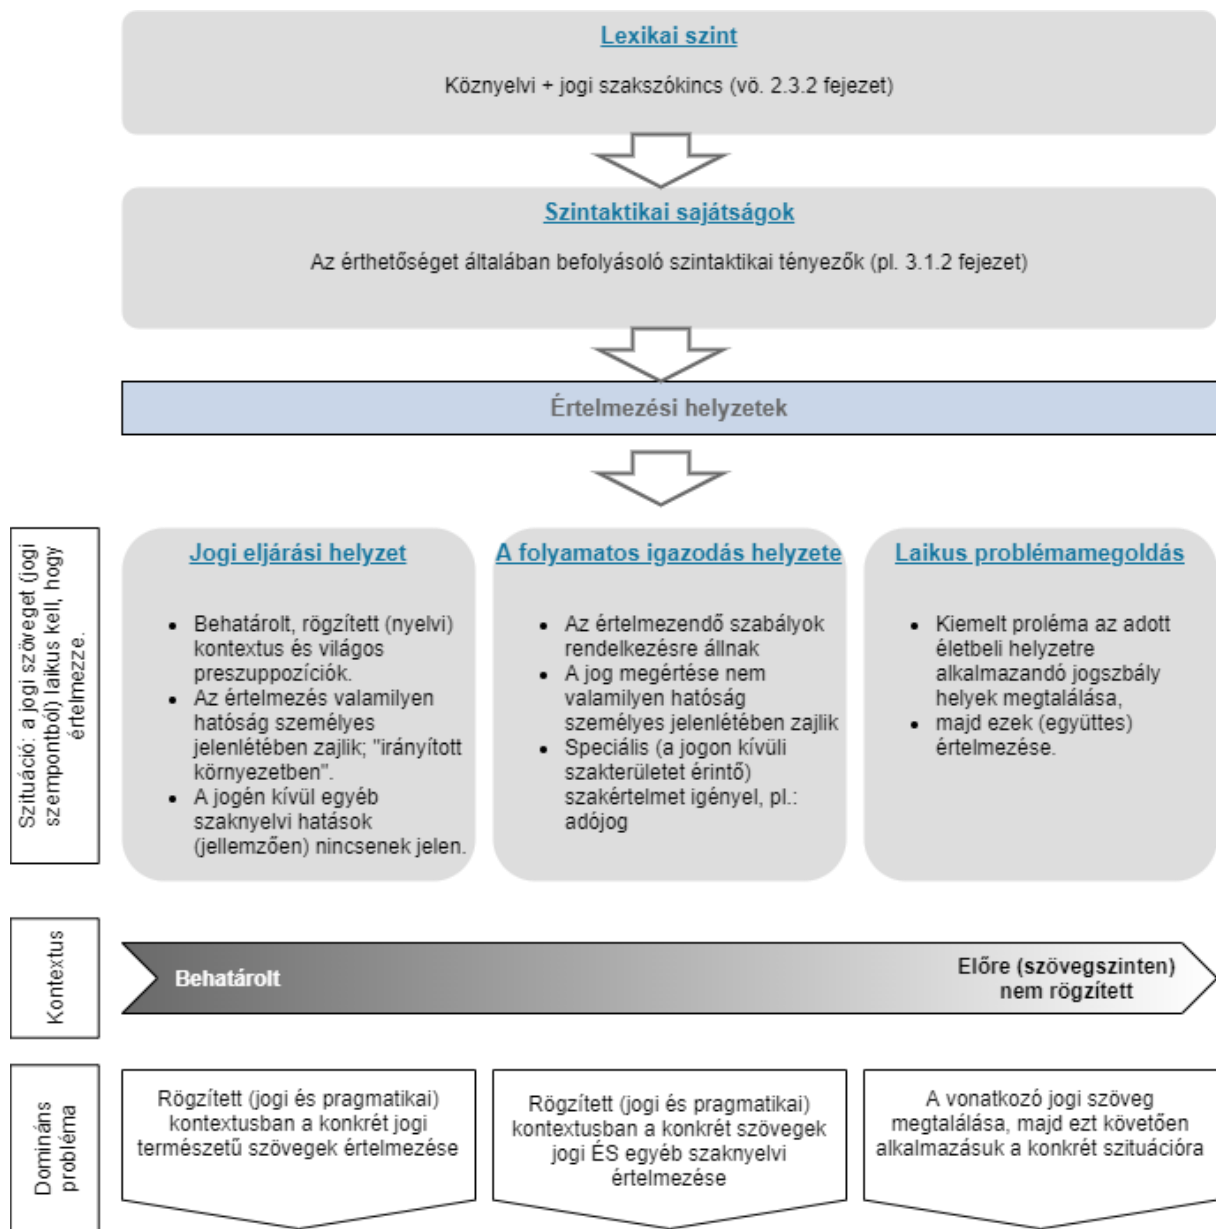 Lexikai szint
Köznyelvi + jogi szakszókincs (vö. 2.3.2 fejezet)
Szintaktikai sajátságok
Az érthetőséget általában befolyásoló szintaktikai tényezők (pl. 3.1.2 fejezet)
Értelmezési helyzetek
Szituáció: a jogi szöveget (jogi
szempontból) laikus kell, hogy
értelmezze.
Jogi eljárási helyzet
• Behatárolt, rögzített (nyelvi)
kontextus és világos
preszuppozíciók.
• Az értelmezés valamilyen
hatóság személyes
jelenlétében zajlik; "irányított
környezetben".
• A jogén kívül egyéb
szaknyelvi hatások
(jellemzően) nincsenek jelen.
A folyamatos igazodás helyzete
• Az értelmezendő szabályok
rendelkezésre állnak
• A jog megértése nem
valamilyen hatóság
személyes jelenlétében zajlik
• Speciális (a jogon kívüli
szakterületet érintő)
szakértelmet igényel, pl.:
adójog
Laikus problémamegoldás
• Kiemelt proléma az adott
életbeli helyzetre
alkalmazandó jogszbály
helyek megtalálása,
• majd ezek (együttes)
értelmezése.
Kontextus
Behatárolt
Előre (szövegszinten)
nem rögzített
Domináns
probléma
Rögzített (jogi és pragmatikai)
kontextusban a konkrét jogi
természetű szövegek értelmezése
Rögzített (jogi és pragmatikai)
kontextusban a konkrét szövegek
jogi ÉS egyéb szaknyelvi
értelmezése
A vonatkozó jogi szöveg
megtalálása, majd ezt követően
alkalmazásuk a konkrét szituációra